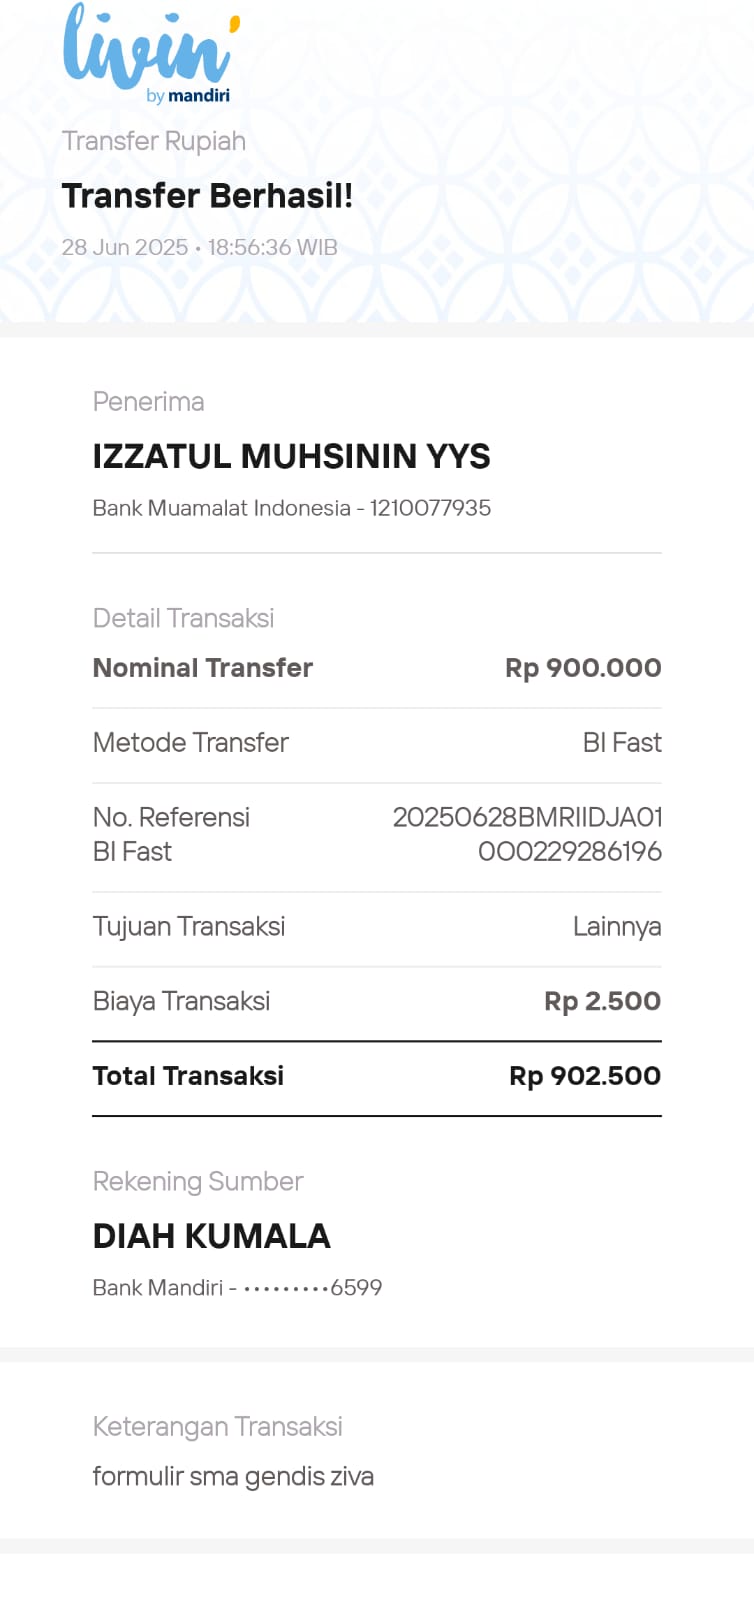 livin'
by mandiri
Transfer Rupiah
Transfer Berhasil!
28 Jun 2025 • 18:56:36 WIB
Penerima
IZZATUL MUHSININ YYS
Bank Muamalat Indonesia - 1210077935
Detail Transaksi
Nominal Transfer Rp 900.000
Metode Transfer BI Fast
No. Referensi 20250628BMRIIDJA01
BI Fast 0O0229286196
Tujuan Transaksi Lainnya
Biaya Transaksi Rp 2.500
Total Transaksi Rp 902.500
Rekening Sumber
DIAH KUMALA
Bank Mandiri - •••••••••6599
Keterangan Transaksi
formulir sma gendis ziva